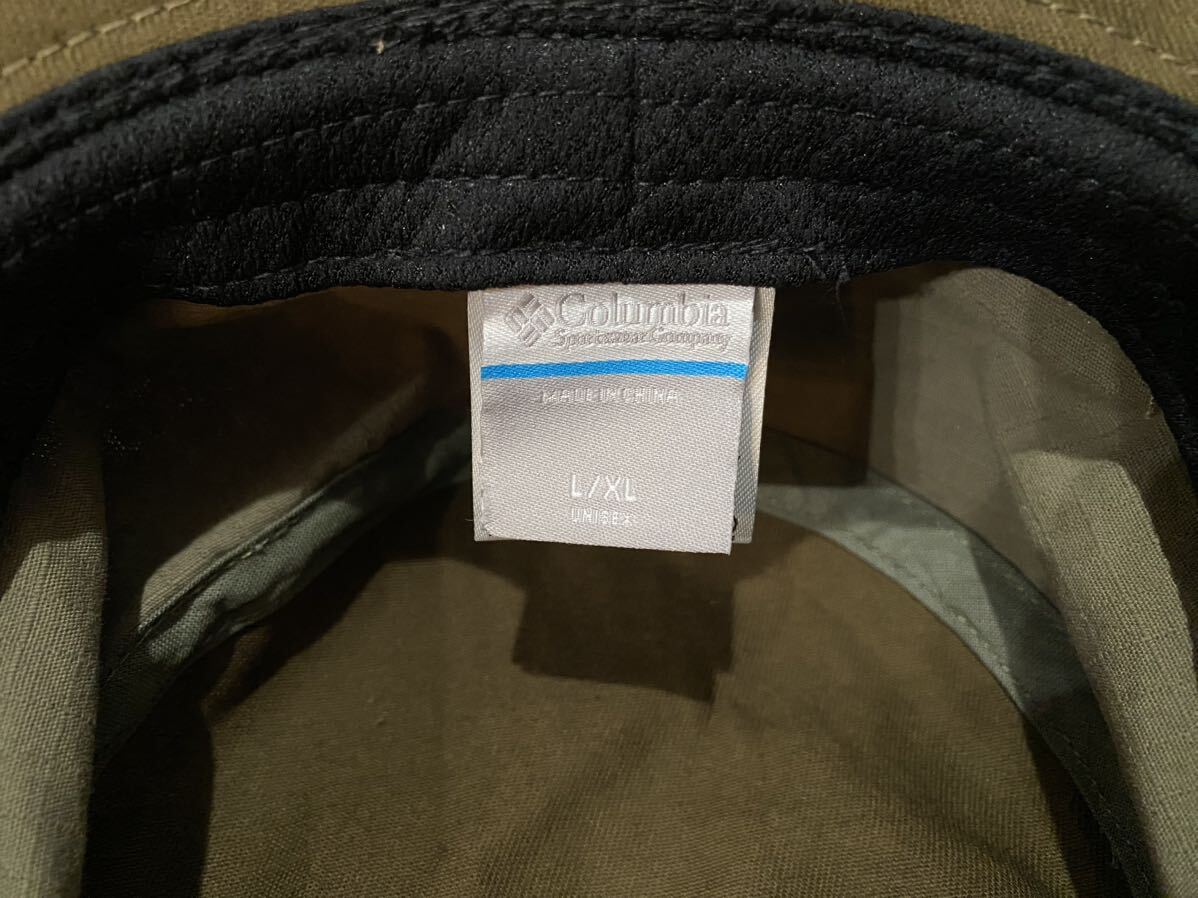 Columbia
Sportswear Company
MADE IN CHINA
L/XL
UNISEX